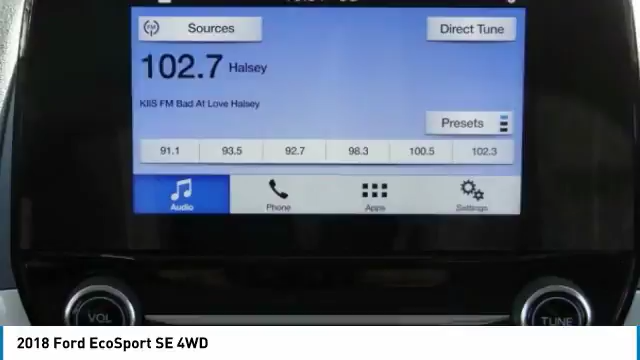 FM Sources
Direct Tune
102.7 Halsey
KIIS FM Bad At Love Halsey
Presets
91.1 93.5 92.7 98.3 100.5 102.3
Audio Phone Apps Settings
VOL TUNE
2018 Ford EcoSport SE 4WD